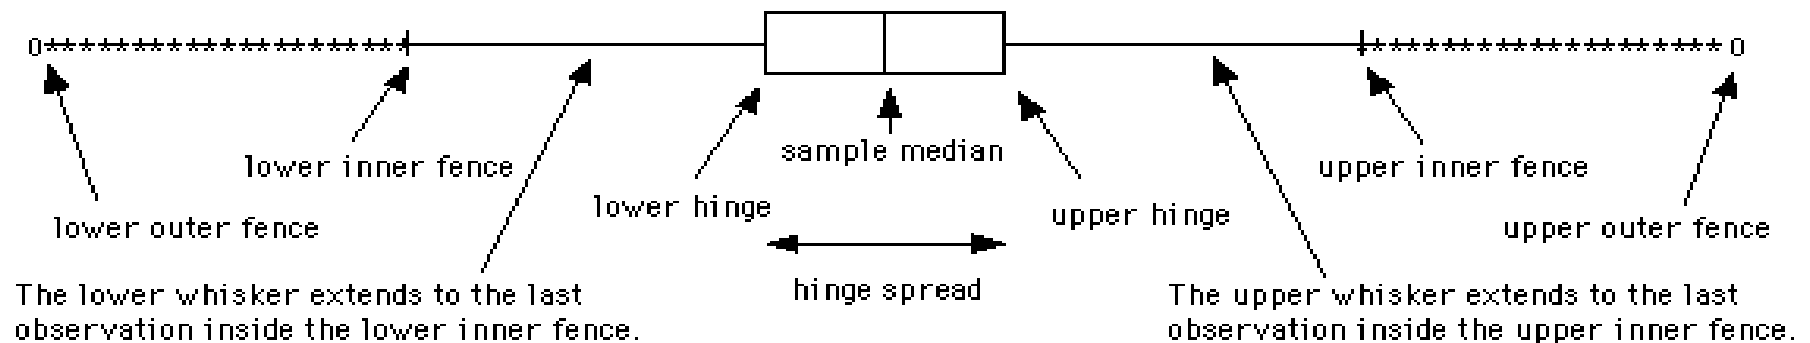 0********************
******************** 0
sample median
lower inner fence
upper inner fence
lower hinge
upper hinge
lower outer fence
upper outer fence
hinge spread
The lower whisker extends to the last
observation inside the lower inner fence.
The upper whisker extends to the last
observation inside the upper inner fence.